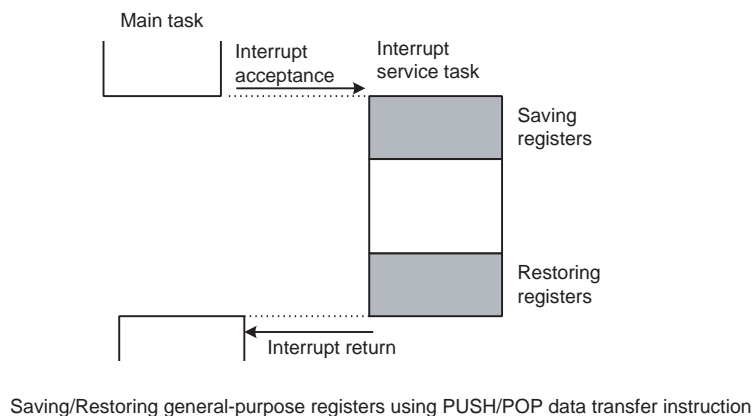 Main task
Interrupt
acceptance
Interrupt
service task
Saving
registers
Restoring
registers
Interrupt return
Saving/Restoring general-purpose registers using PUSH/POP data transfer instruction